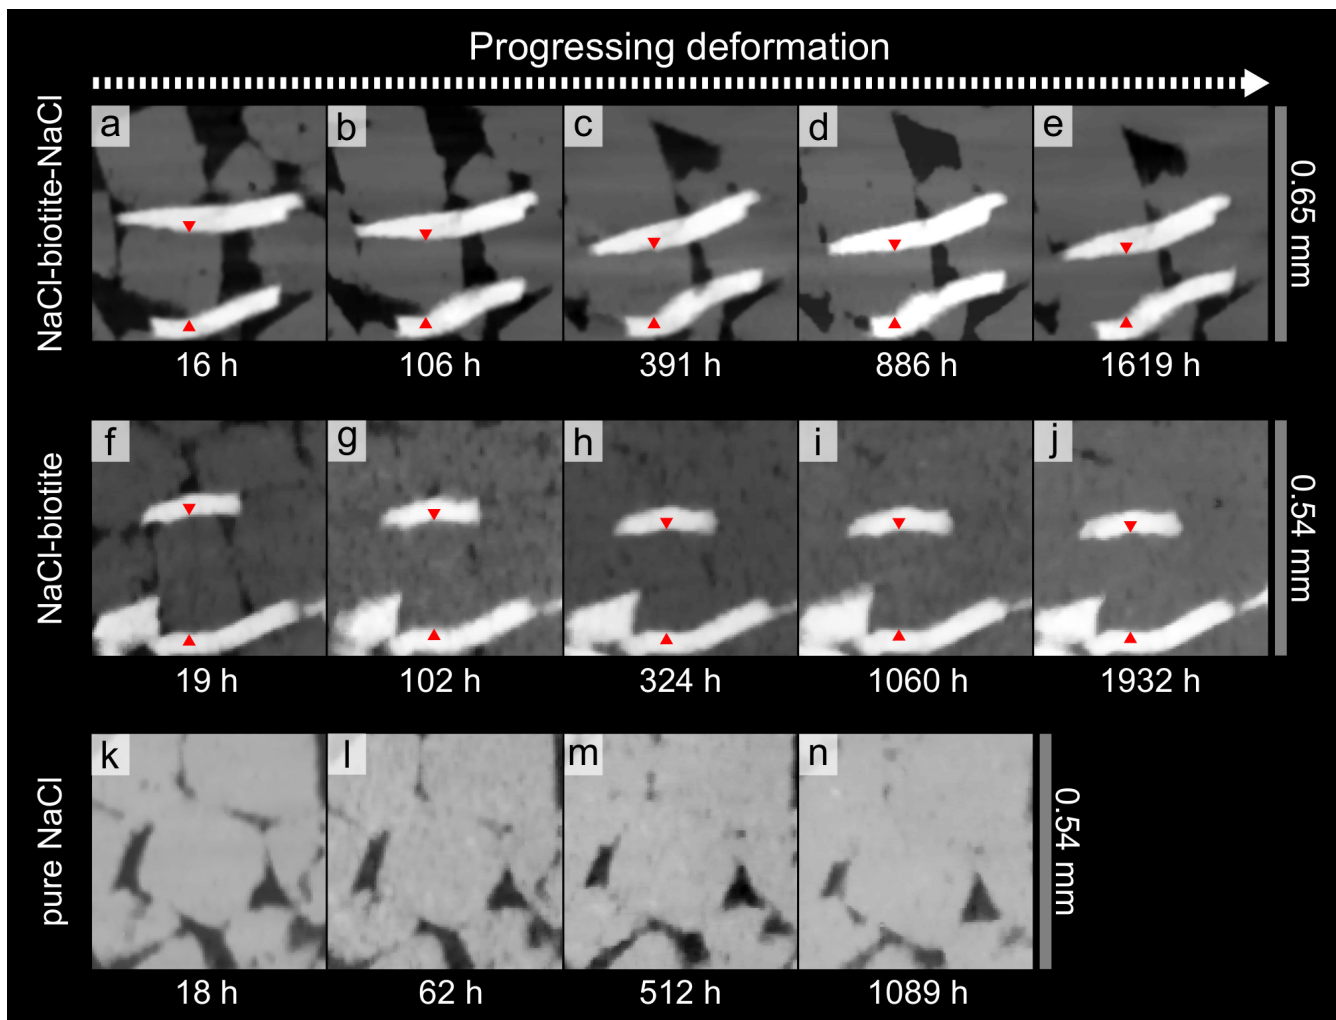 Progressing deformation
NaCl-biotite-NaCl
a
b
c
d
e
0.65 mm
16 h
106 h
391 h
886 h
1619 h
NaCl-biotite
f
g
h
i
j
0.54 mm
19 h
102 h
324 h
1060 h
1932 h
pure NaCl
k
l
m
n
0.54 mm
18 h
62 h
512 h
1089 h